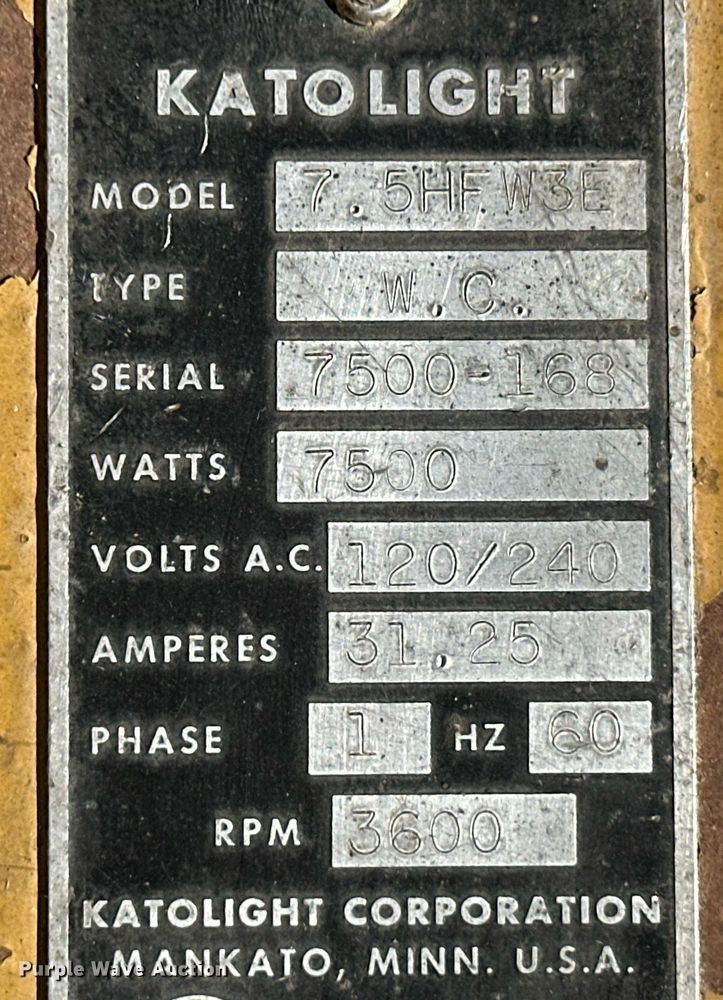 KATOLIGHT
MODEL 7.5HFW3E
TYPE W.C.
SERIAL 7500-168
WATTS 7500
VOLTS A.C. 120/240
AMPERES 31.25
PHASE 1 HZ 60
RPM 3600
KATOLIGHT CORPORATION
MANKATO, MINN. U.S.A.
Purple Wave Auction